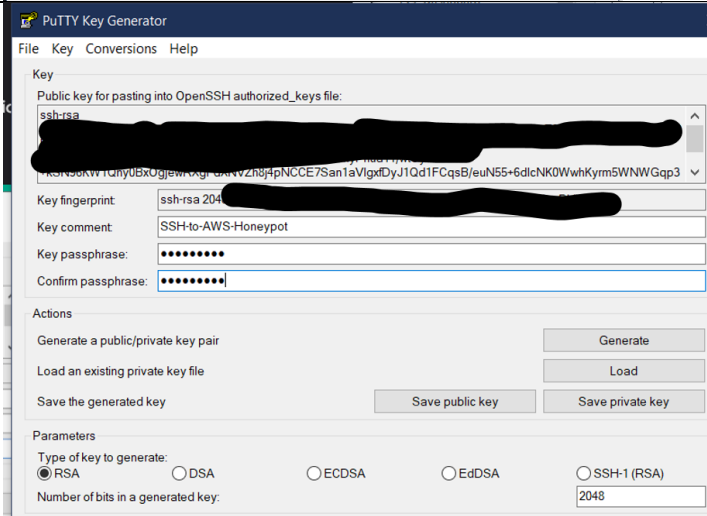 PuTTY Key Generator
File Key Conversions Help
Key
Public key for pasting into OpenSSH authorized_keys file:
ssh-rsa
+kSN96KW1Qhy0BxOgjewRXgFGXNVZh8j4pNCCE7San1aVlgxfDyJ1Qd1FCqsB/euN55+6dlcNK0WwhKyrm5WNWGqp3
Key fingerprint: ssh-rsa 204
Key comment: SSH-to-AWS-Honeypot
Key passphrase: ●●●●●●●●●
Confirm passphrase: ●●●●●●●●●
Actions
Generate a public/private key pair Generate
Load an existing private key file Load
Save the generated key Save public key Save private key
Parameters
Type of key to generate:
RSA DSA ECDSA EdDSA SSH-1 (RSA)
Number of bits in a generated key: 2048